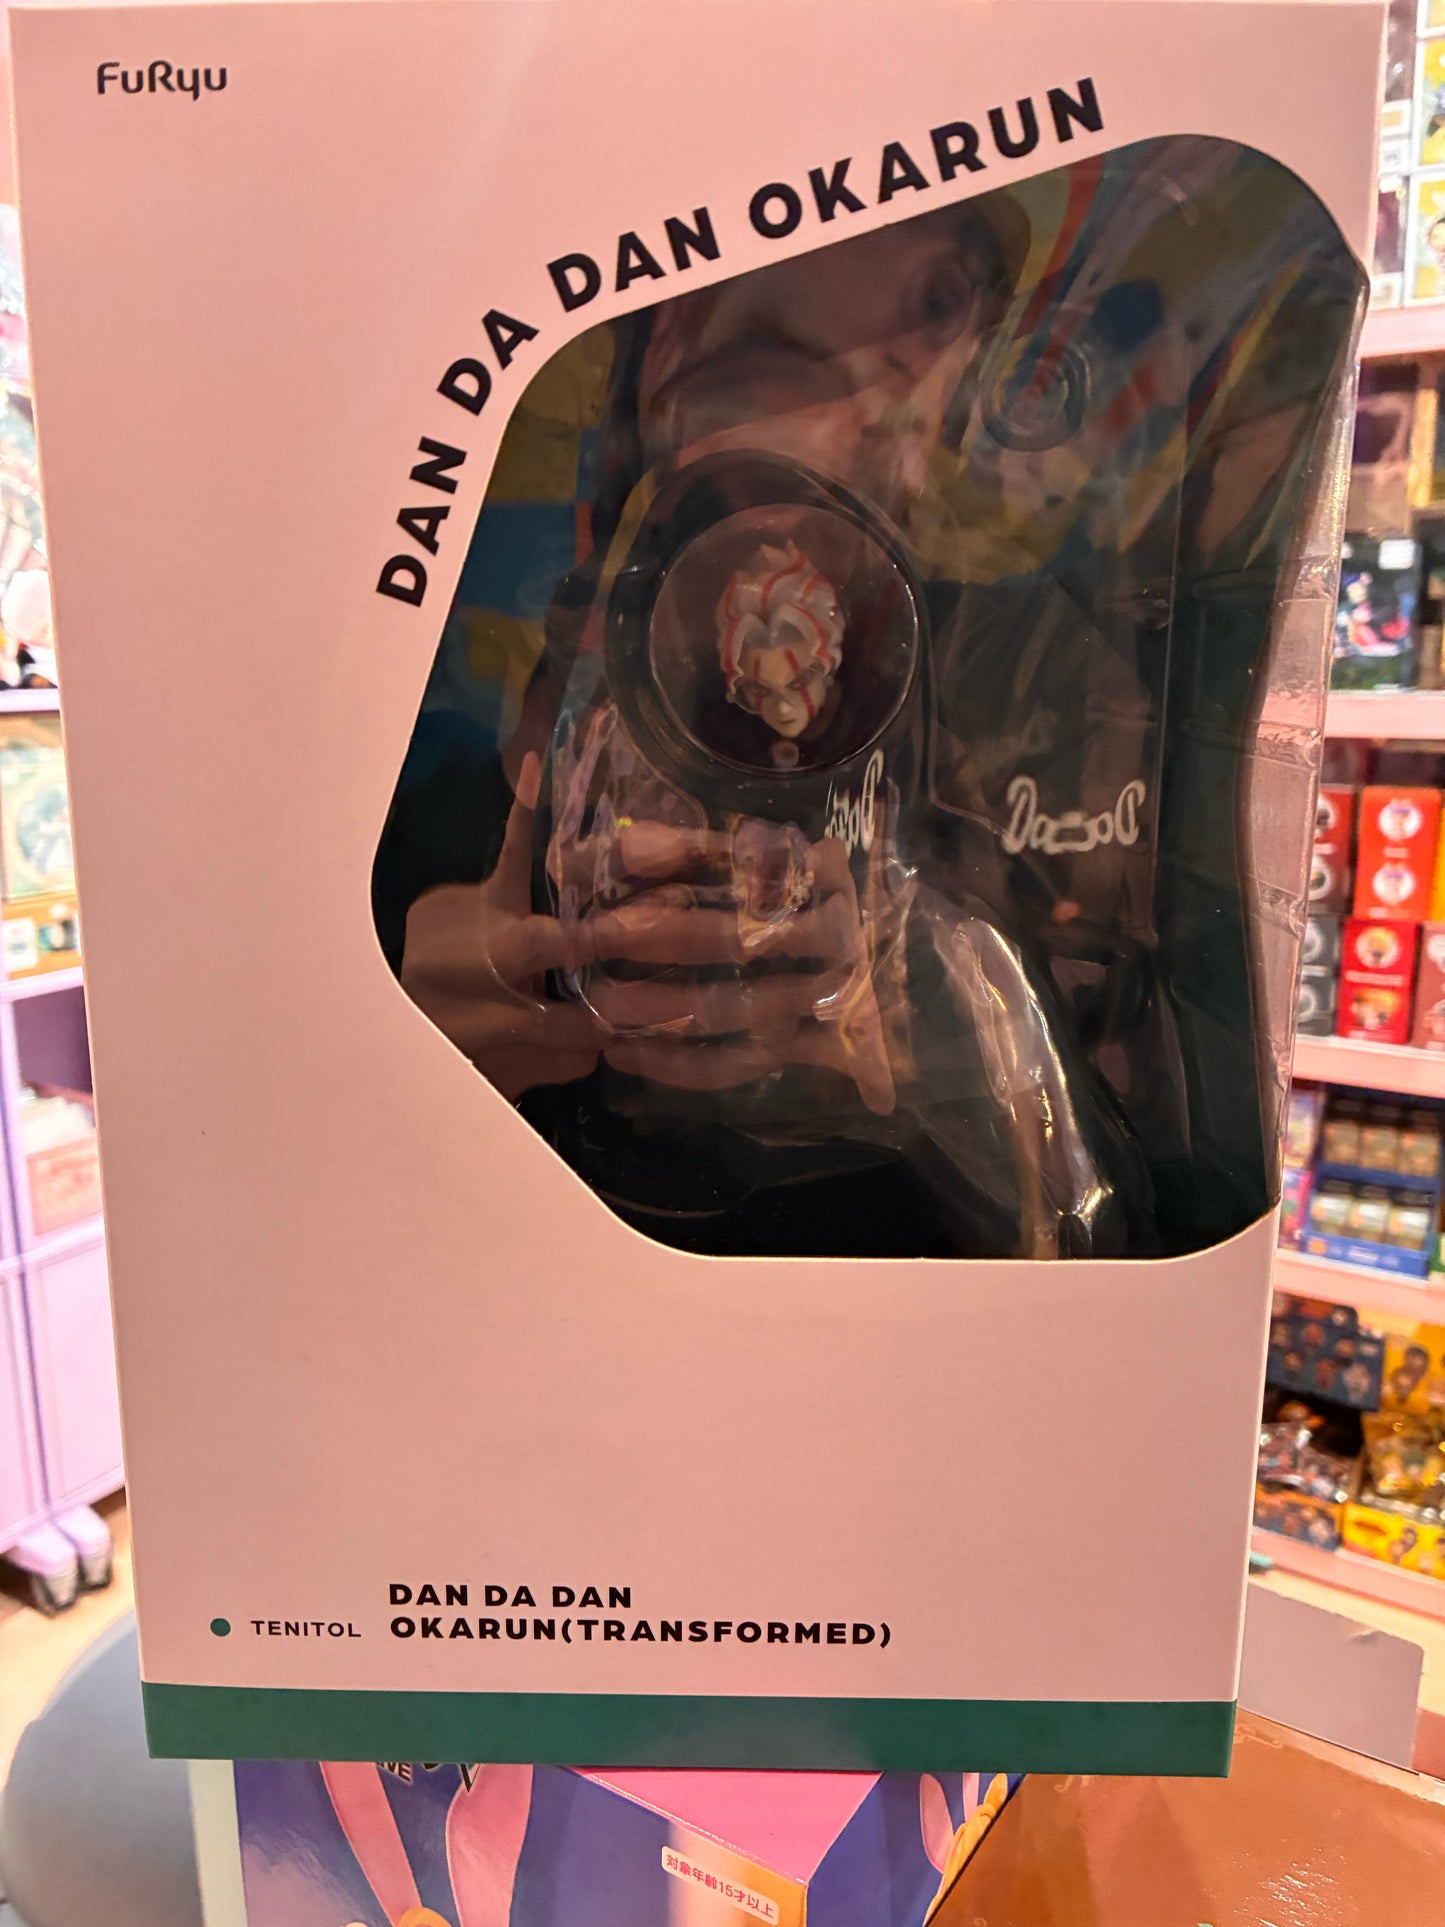 FuRyu
DAN DA DAN OKARUN
DAN DA DAN
TENITOL OKARUN(TRANSFORMED)
対象年齢15才以上